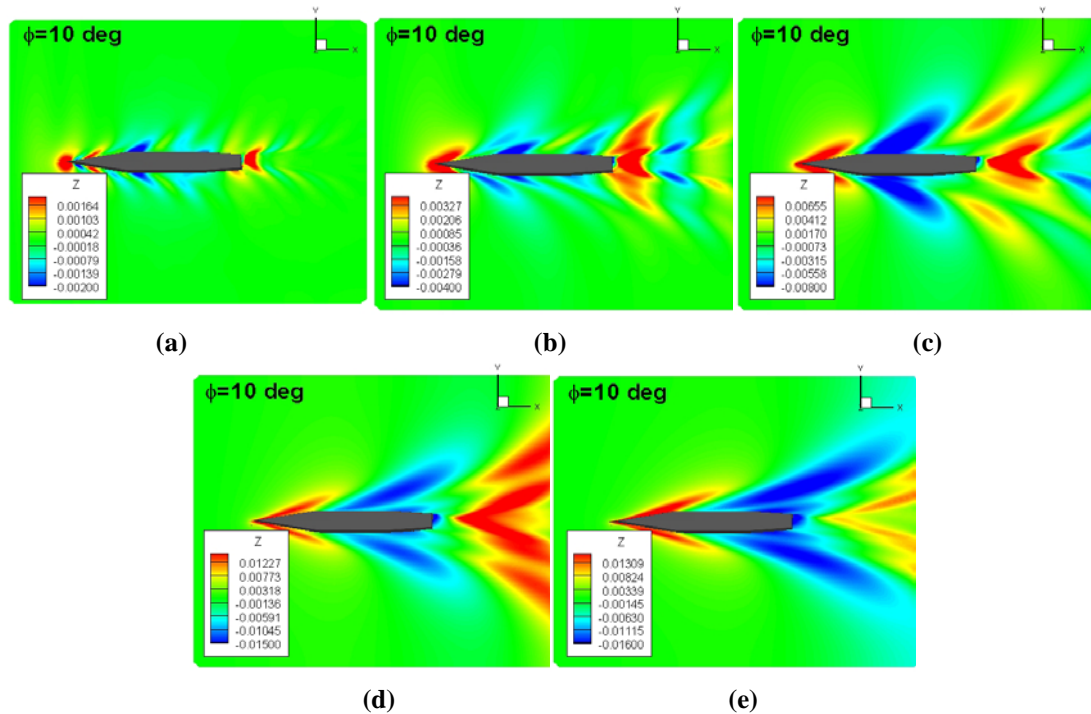 ϕ=10 deg
Y
X
Z
0.00164
0.00103
0.00042
-0.00018
-0.00079
-0.00139
-0.00200
(a)
ϕ=10 deg
Y
X
Z
0.00327
0.00206
0.00085
-0.00036
-0.00158
-0.00279
-0.00400
(b)
ϕ=10 deg
Y
X
Z
0.00655
0.00412
0.00170
-0.00073
-0.00315
-0.00558
-0.00800
(c)
ϕ=10 deg
Y
X
Z
0.01227
0.00773
0.00318
-0.00136
-0.00591
-0.01045
-0.01500
(d)
ϕ=10 deg
Y
X
Z
0.01309
0.00824
0.00339
-0.00145
-0.00630
-0.01115
-0.01600
(e)